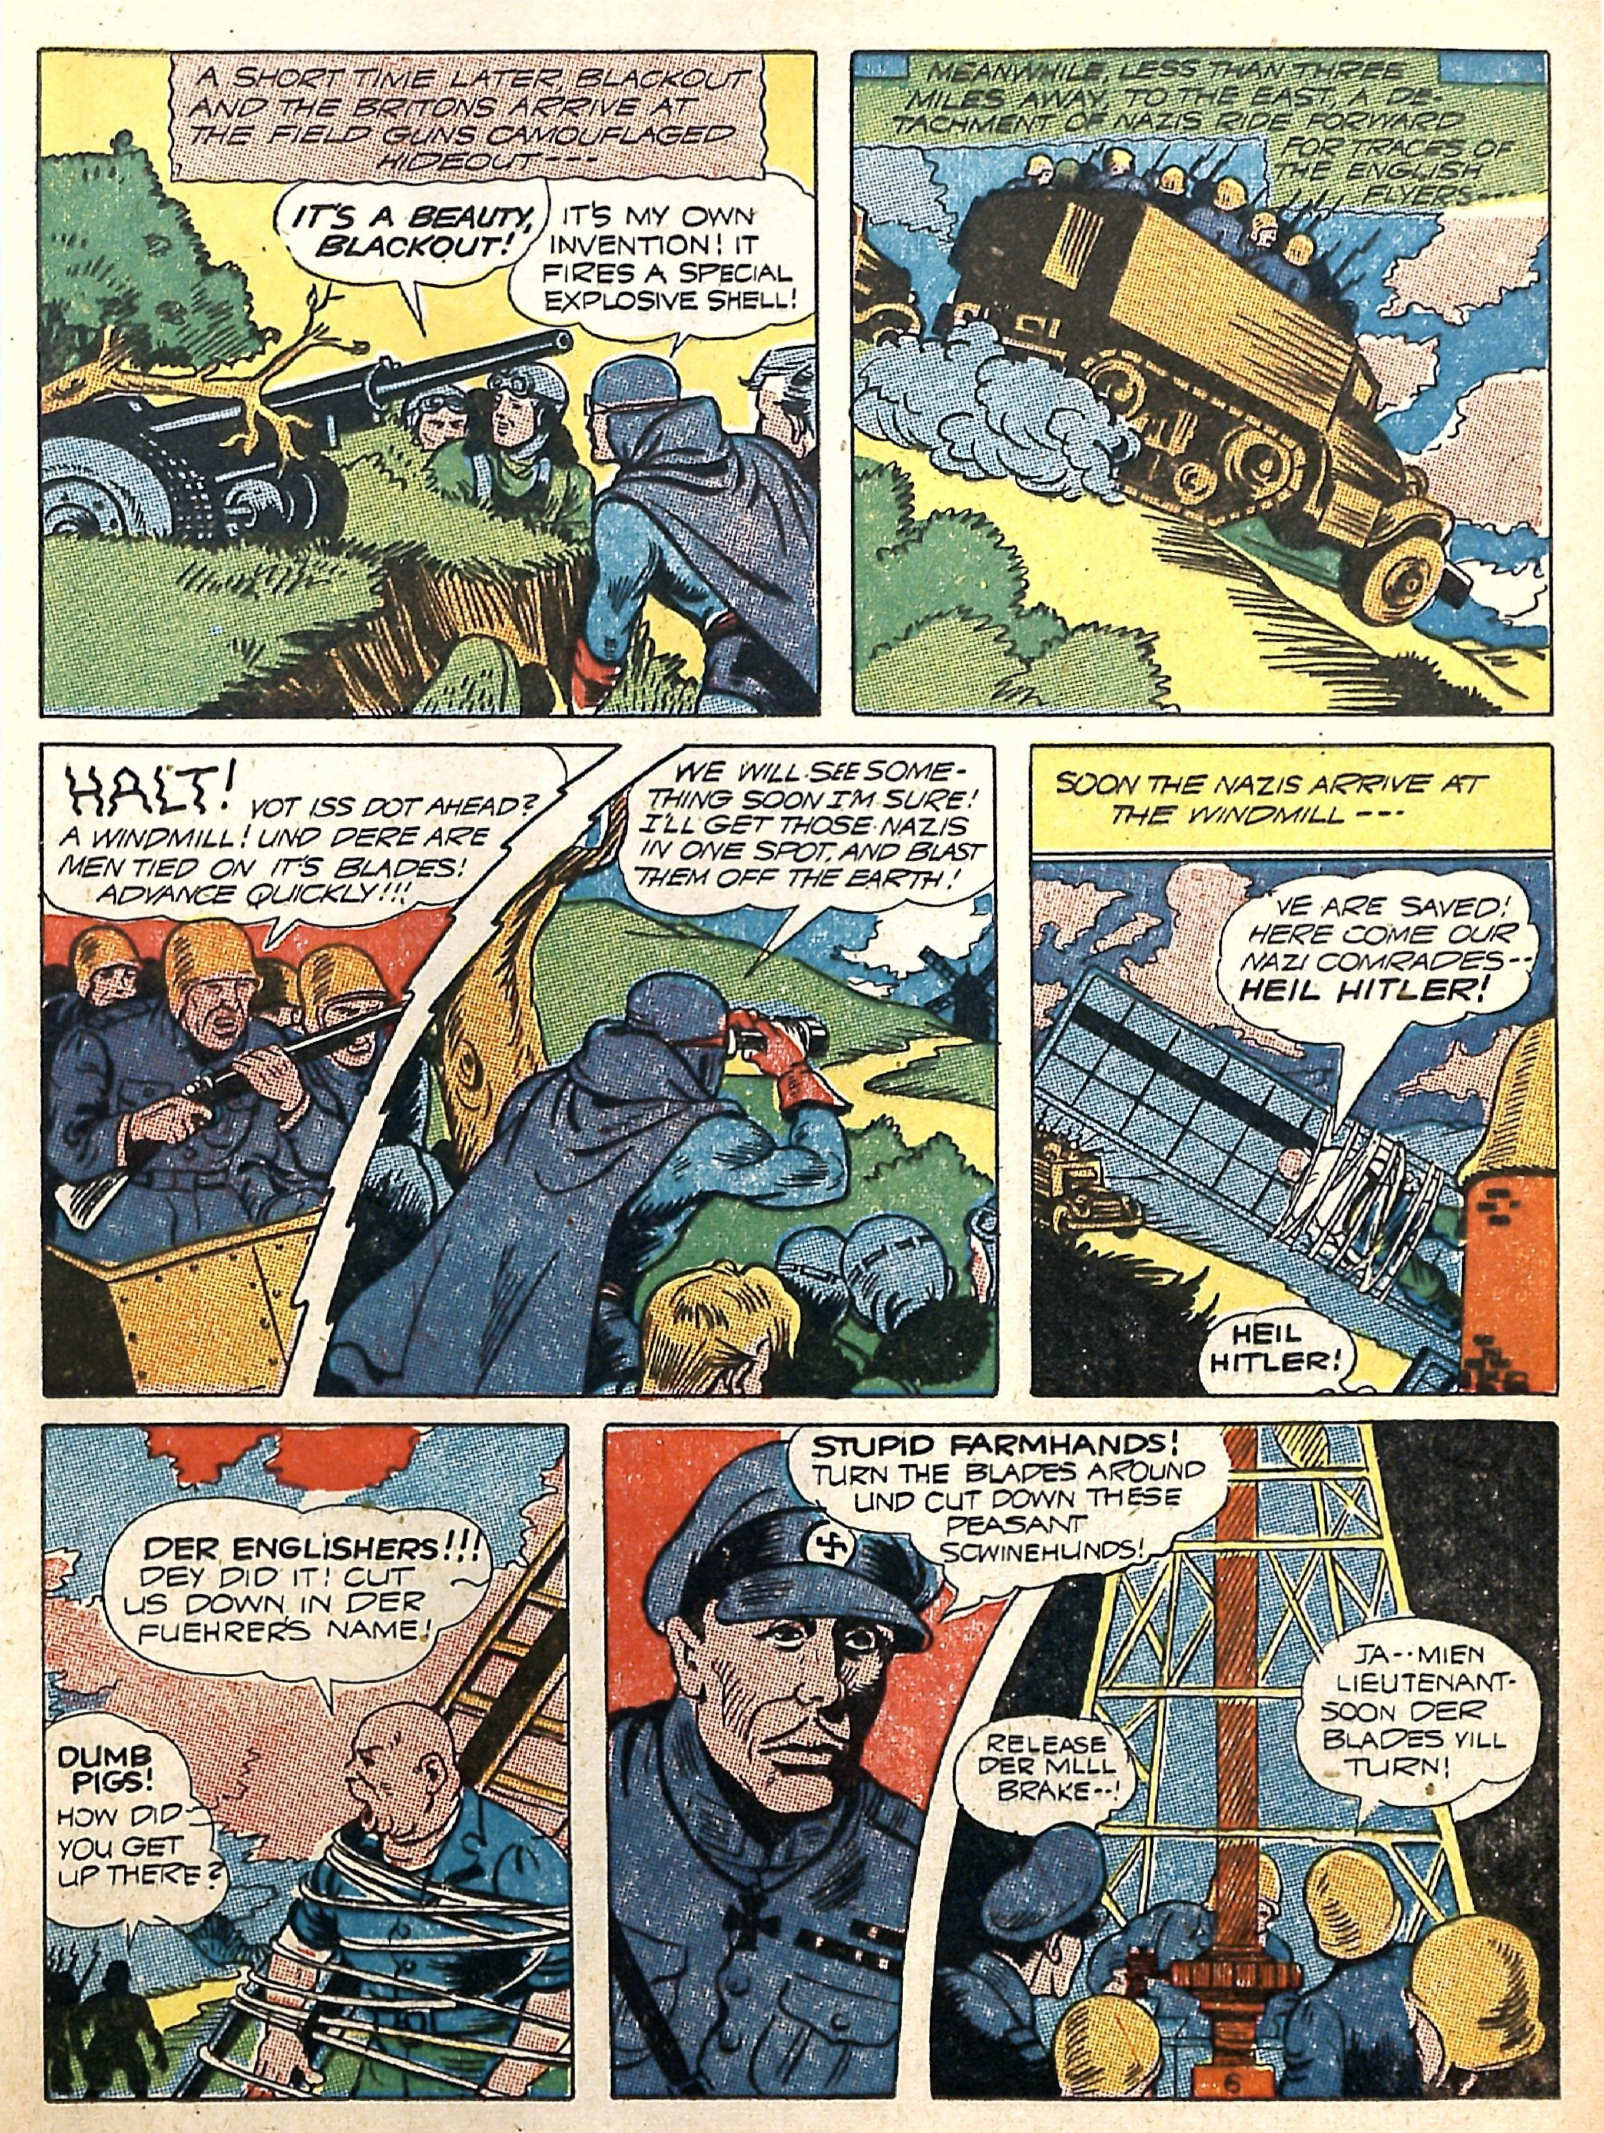 A SHORT TIME LATER, BLACKOUT
AND THE BRITONS ARRIVE AT
THE FIELD GUNS CAMOUFLAGED
HIDEOUT---
IT'S A BEAUTY,
BLACKOUT!
IT'S MY OWN
INVENTION! IT
FIRES A SPECIAL
EXPLOSIVE SHELL!
MEANWHILE, LESS THAN THREE
MILES AWAY, TO THE EAST, A DE-
TACHMENT OF NAZIS RIDE FORWARD
FOR TRACES OF
THE ENGLISH
FLYERS---
HALT! VOT ISS DOT AHEAD?
A WINDMILL! UND DERE ARE
MEN TIED ON IT'S BLADES!
ADVANCE QUICKLY!!!
WE WILL SEE SOME-
THING SOON I'M SURE!
I'LL GET THOSE NAZIS
IN ONE SPOT, AND BLAST
THEM OFF THE EARTH!
SOON THE NAZIS ARRIVE AT
THE WINDMILL ---
'VE ARE SAVED!
HERE COME OUR
NAZI COMRADES--
HEIL HITLER!
HEIL
HITLER!
DER ENGLISHERS!!!
DEY DID IT! CUT
US DOWN IN DER
FUEHRER'S NAME!
DUMB
PIGS!
HOW DID
YOU GET
UP THERE?
STUPID FARMHANDS!
TURN THE BLADES AROUND
UND CUT DOWN THESE
PEASANT
SCWINEHUNDS!
RELEASE
DER MLLL
BRAKE--!
JA--MIEN
LIEUTENANT-
SOON DER
BLADES VILL
TURN!
6